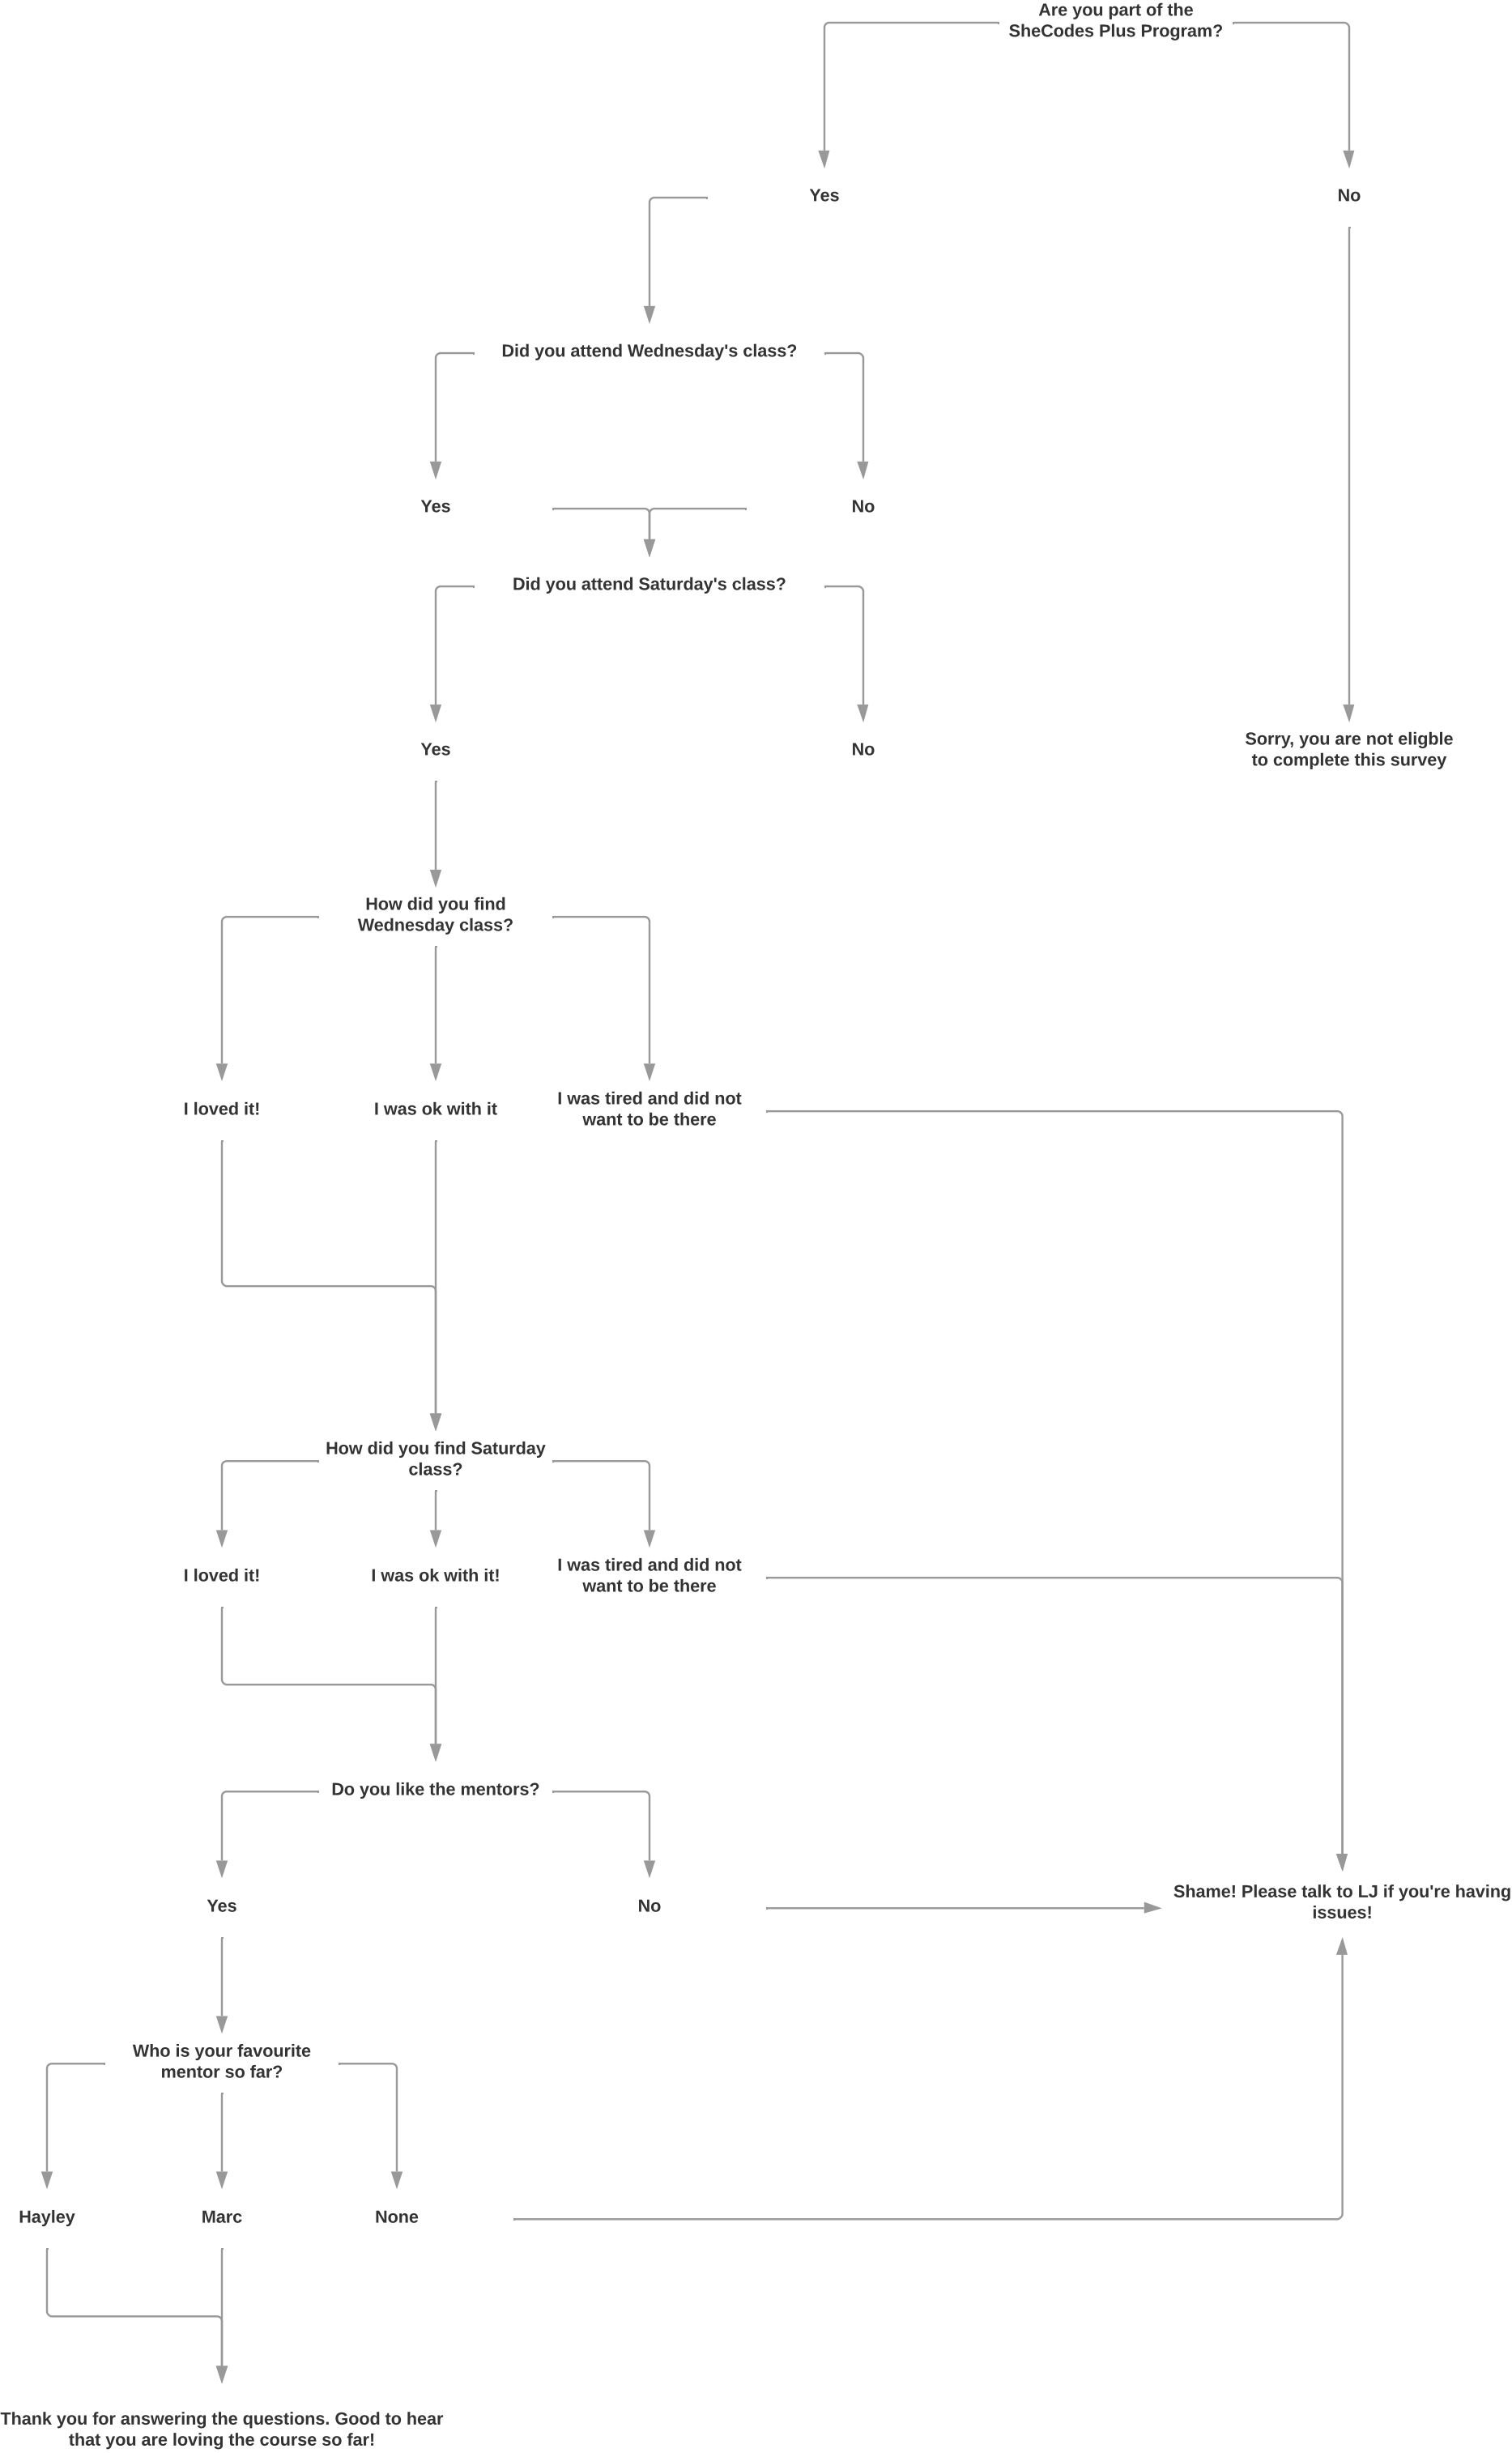 Are you part of the
SheCodes Plus Program?
Yes
No
Did you attend Wednesday's class?
Yes
No
Did you attend Saturday's class?
Yes
No
Sorry, you are not eligble
to complete this survey
How did you find
Wednesday class?
I loved it!
I was ok with it
I was tired and did not
want to be there
How did you find Saturday
class?
I loved it!
I was ok with it!
I was tired and did not
want to be there
Do you like the mentors?
Yes
No
Shame! Please talk to LJ if you're having
issues!
Who is your favourite
mentor so far?
Hayley
Marc
None
Thank you for answering the questions. Good to hear
that you are loving the course so far!